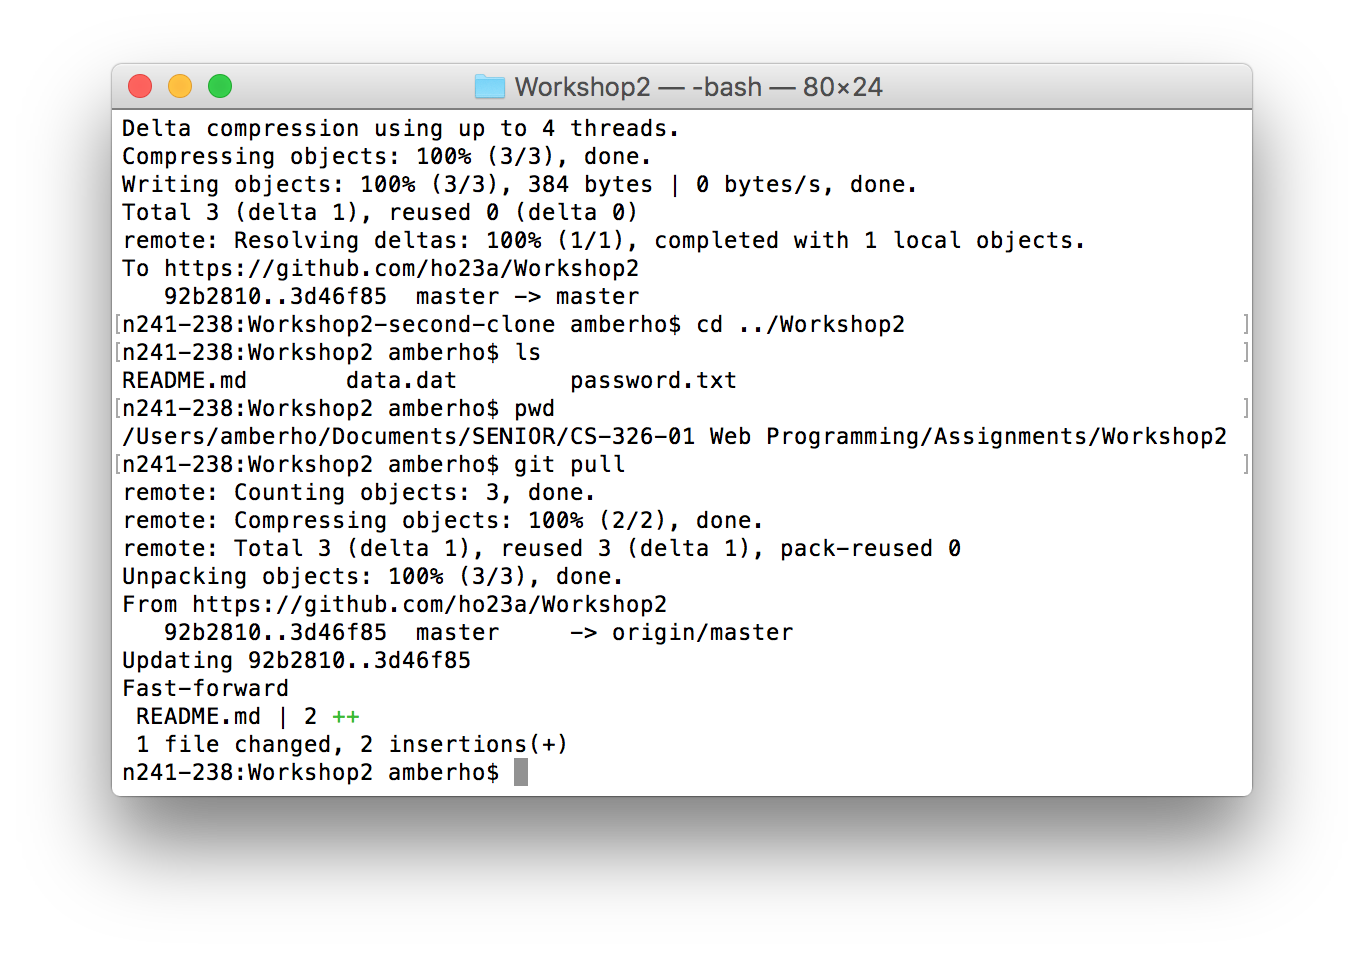 Workshop2 — -bash — 80×24
Delta compression using up to 4 threads.
Compressing objects: 100% (3/3), done.
Writing objects: 100% (3/3), 384 bytes | 0 bytes/s, done.
Total 3 (delta 1), reused 0 (delta 0)
remote: Resolving deltas: 100% (1/1), completed with 1 local objects.
To https://github.com/ho23a/Workshop2
   92b2810..3d46f85  master -> master
[n241-238:Workshop2-second-clone amberho$ cd ../Workshop2 ]
[n241-238:Workshop2 amberho$ ls ]
README.md       data.dat        password.txt
[n241-238:Workshop2 amberho$ pwd ]
/Users/amberho/Documents/SENIOR/CS-326-01 Web Programming/Assignments/Workshop2
[n241-238:Workshop2 amberho$ git pull ]
remote: Counting objects: 3, done.
remote: Compressing objects: 100% (2/2), done.
remote: Total 3 (delta 1), reused 3 (delta 1), pack-reused 0
Unpacking objects: 100% (3/3), done.
From https://github.com/ho23a/Workshop2
   92b2810..3d46f85  master     -> origin/master
Updating 92b2810..3d46f85
Fast-forward
 README.md | 2 ++
 1 file changed, 2 insertions(+)
n241-238:Workshop2 amberho$